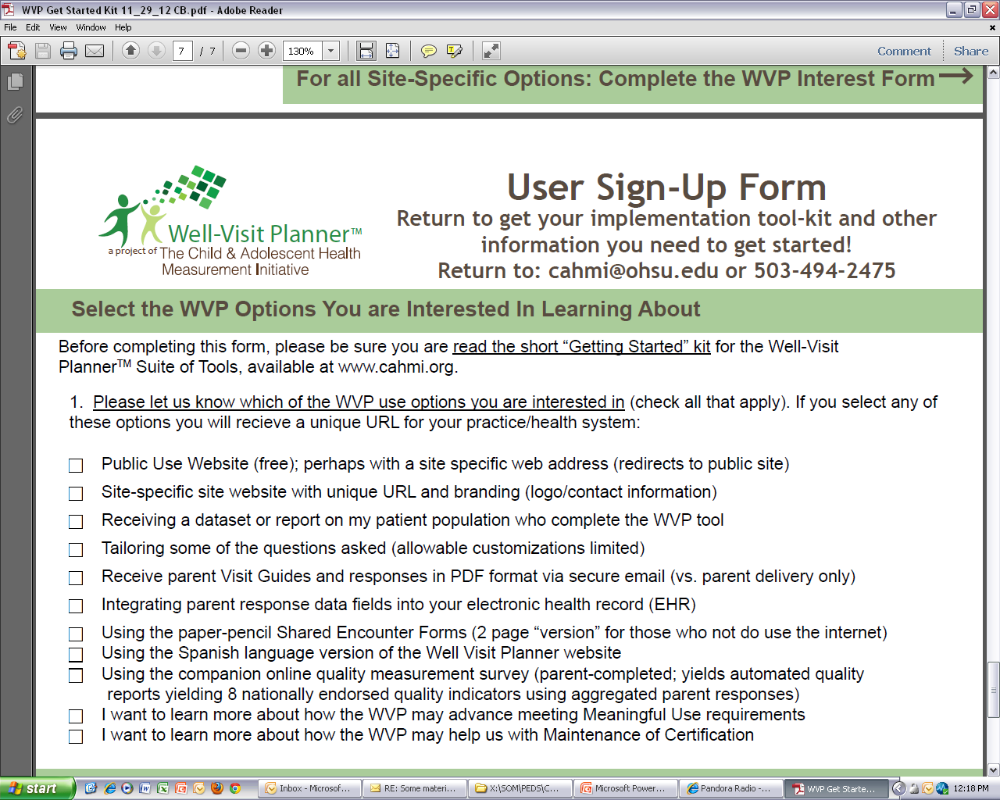 WVP Get Started Kit 11_29_12 CB.pdf - Adobe Reader
File Edit View Window Help
7 / 7 130% Comment Share
For all Site-Specific Options: Complete the WVP Interest Form
User Sign-Up Form
Return to get your implementation tool-kit and other
information you need to get started!
Return to: cahmi@ohsu.edu or 503-494-2475
Well-Visit Planner™
a project of The Child & Adolescent Health
Measurement Initiative
Select the WVP Options You are Interested In Learning About
Before completing this form, please be sure you are read the short “Getting Started” kit for the Well-Visit
Planner™ Suite of Tools, available at www.cahmi.org.
1. Please let us know which of the WVP use options you are interested in (check all that apply). If you select any of
these options you will recieve a unique URL for your practice/health system:
Public Use Website (free); perhaps with a site specific web address (redirects to public site)
Site-specific site website with unique URL and branding (logo/contact information)
Receiving a dataset or report on my patient population who complete the WVP tool
Tailoring some of the questions asked (allowable customizations limited)
Receive parent Visit Guides and responses in PDF format via secure email (vs. parent delivery only)
Integrating parent response data fields into your electronic health record (EHR)
Using the paper-pencil Shared Encounter Forms (2 page “version” for those who not do use the internet)
Using the Spanish language version of the Well Visit Planner website
Using the companion online quality measurement survey (parent-completed; yields automated quality
reports yielding 8 nationally endorsed quality indicators using aggregated parent responses)
I want to learn more about how the WVP may advance meeting Meaningful Use requirements
I want to learn more about how the WVP may help us with Maintenance of Certification
start Inbox - Microsof... RE: Some materi... X:\SOM\PEDS\C... Microsoft Power... Pandora Radio -... WVP Get Starte... 12:18 PM